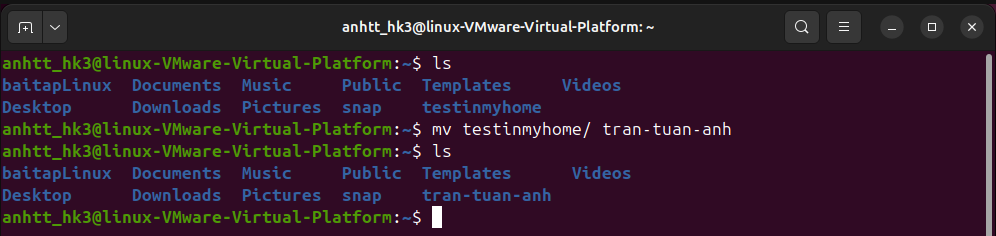 anhtt_hk3@linux-VMware-Virtual-Platform: ~
anhtt_hk3@linux-VMware-Virtual-Platform:~$ ls
baitapLinux  Documents  Music     Public  Templates     Videos
Desktop      Downloads  Pictures  snap    testinmyhome
anhtt_hk3@linux-VMware-Virtual-Platform:~$ mv testinmyhome/ tran-tuan-anh
anhtt_hk3@linux-VMware-Virtual-Platform:~$ ls
baitapLinux  Documents  Music     Public  Templates      Videos
Desktop      Downloads  Pictures  snap    tran-tuan-anh
anhtt_hk3@linux-VMware-Virtual-Platform:~$